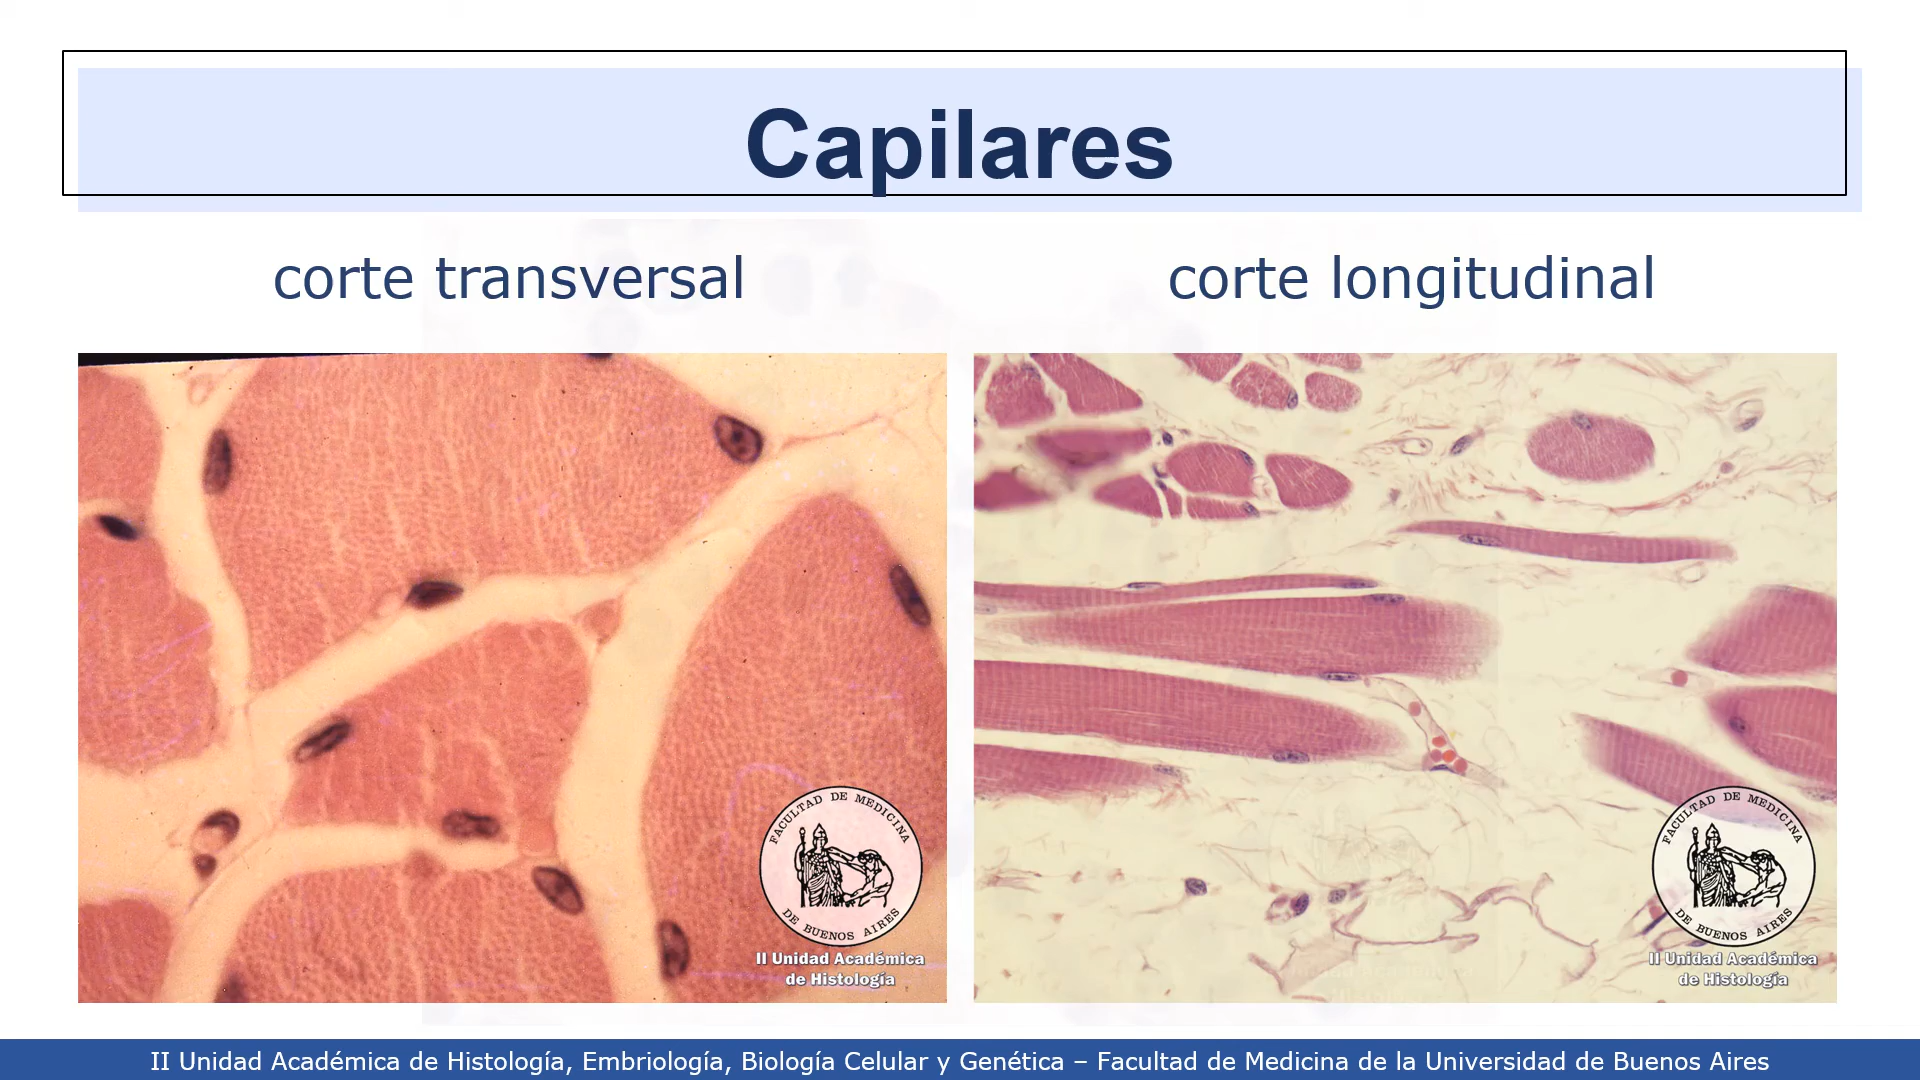 Capilares
corte transversal
corte longitudinal
FACULTAD DE MEDICINA
DE BUENOS AIRES
II Unidad Académica
de Histología
FACULTAD DE MEDICINA
DE BUENOS AIRES
II Unidad Académica
de Histología
II Unidad Académica de Histología, Embriología, Biología Celular y Genética – Facultad de Medicina de la Universidad de Buenos Aires